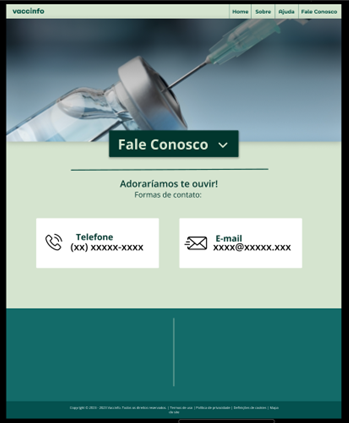 vaccinfo
Home Sobre Ajuda Fale Conosco
Fale Conosco
Adoraríamos te ouvir!
Formas de contato:
Telefone
(xx) xxxxx-xxxx
E-mail
xxxx@xxxxx.xxx
Copyright © 2023 - 2023 Vaccinfo. Todos os direitos reservados. | Termos de uso | Política de privacidade | Definições de cookies | Mapa
do site